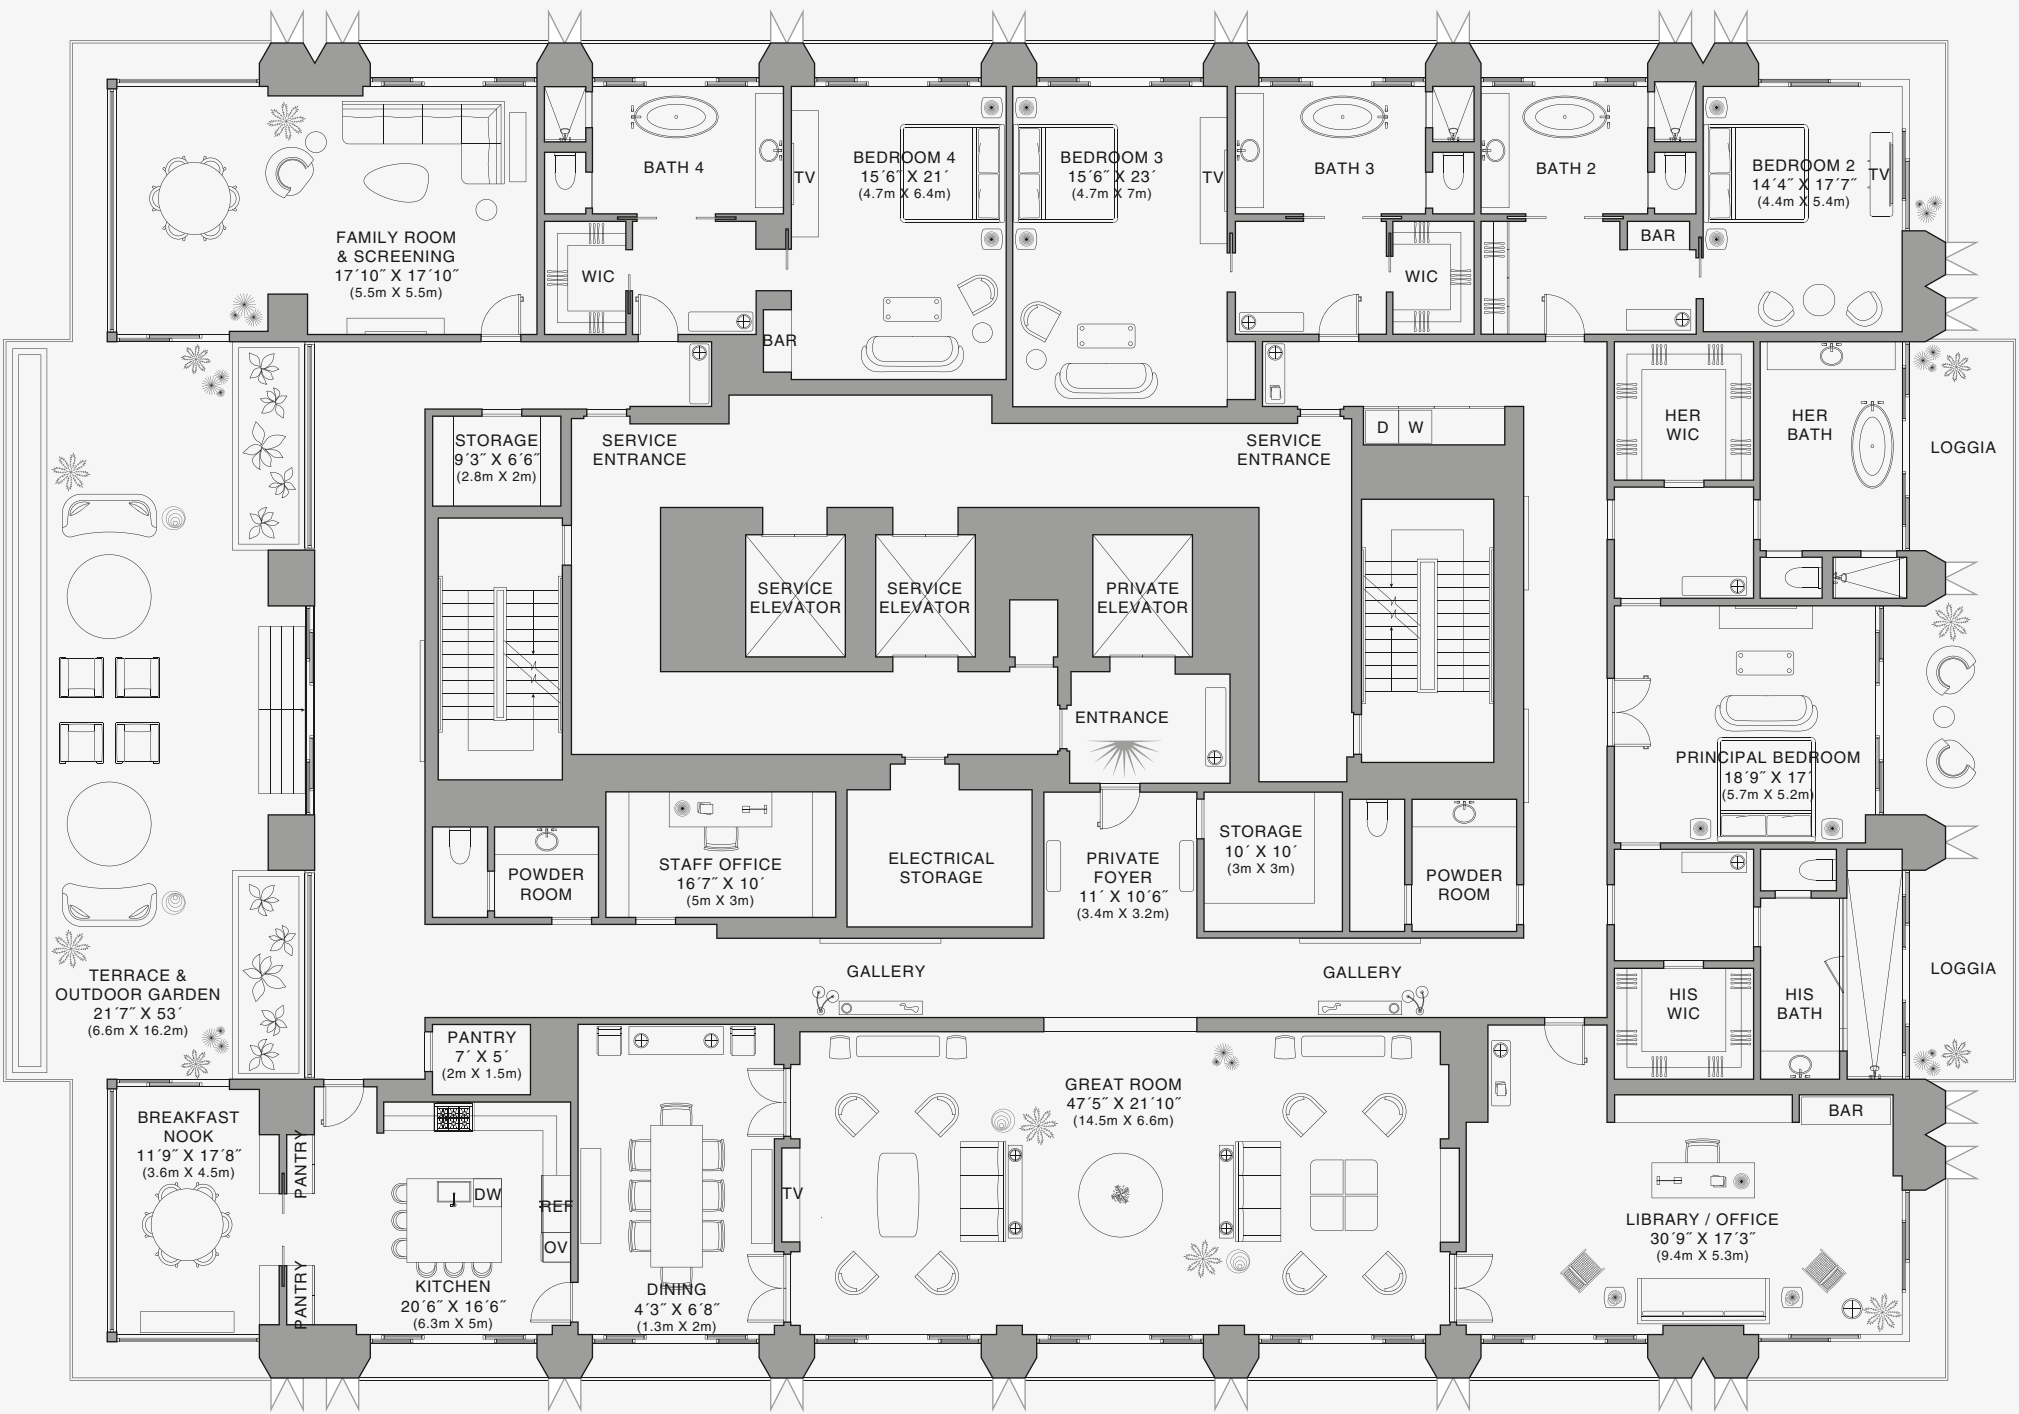 BATH 4
BEDROOM 4
15´6˝ X 21´
(4.7m X 6.4m)
TV
BEDROOM 3
15´6˝ X 23´
(4.7m X 7m)
TV
BATH 3
BATH 2
BEDROOM 2
14´4˝ X 17´7˝
(4.4m X 5.4m)
TV
FAMILY ROOM
& SCREENING
17´10˝ X 17´10˝
(5.5m X 5.5m)
WIC
BAR
WIC
BAR
STORAGE
9´3˝ X 6´6˝
(2.8m X 2m)
SERVICE
ENTRANCE
SERVICE
ENTRANCE
D
W
HER
WIC
HER
BATH
LOGGIA
SERVICE
ELEVATOR
SERVICE
ELEVATOR
PRIVATE
ELEVATOR
ENTRANCE
PRINCIPAL BEDROOM
18´9˝ X 17´
(5.7m X 5.2m)
POWDER
ROOM
STAFF OFFICE
16´7˝ X 10´
(5m X 3m)
ELECTRICAL
STORAGE
PRIVATE
FOYER
11´ X 10´6˝
(3.4m X 3.2m)
STORAGE
10´ X 10´
(3m X 3m)
POWDER
ROOM
TERRACE &
OUTDOOR GARDEN
21´7˝ X 53´
(6.6m X 16.2m)
GALLERY
GALLERY
HIS
WIC
HIS
BATH
LOGGIA
PANTRY
7´ X 5´
(2m X 1.5m)
BREAKFAST
NOOK
11´9˝ X 17´8˝
(3.6m X 4.5m)
PANTRY
PANTRY
DW
REF
OV
KITCHEN
20´6˝ X 16´6˝
(6.3m X 5m)
DINING
4´3˝ X 6´8˝
(1.3m X 2m)
TV
GREAT ROOM
47´5˝ X 21´10˝
(14.5m X 6.6m)
BAR
LIBRARY / OFFICE
30´9˝ X 17´3˝
(9.4m X 5.3m)